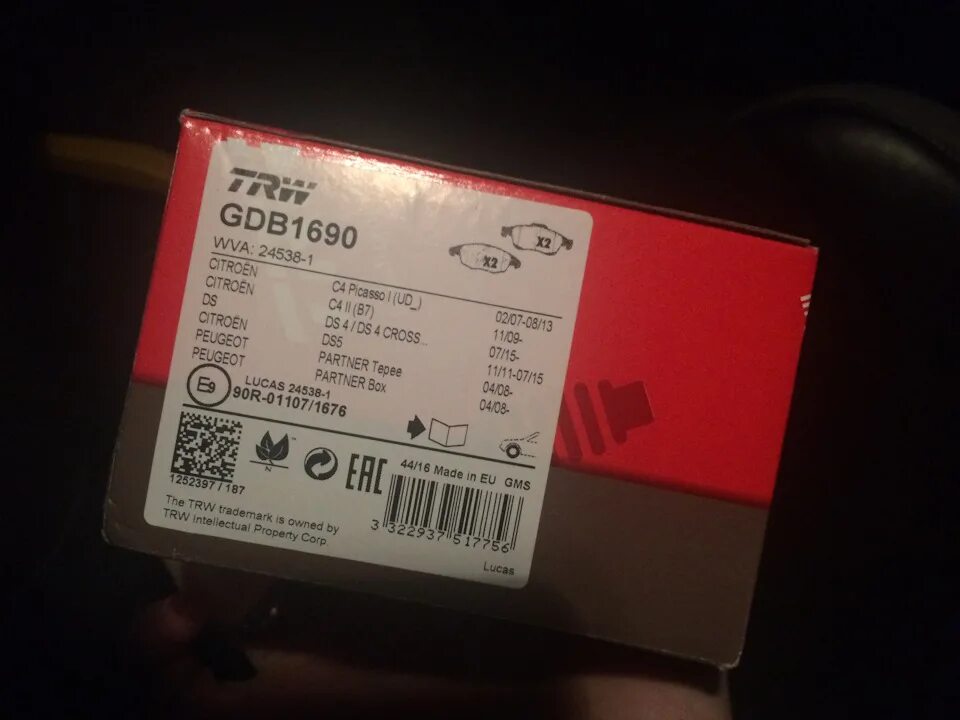 TRW
GDB1690
WVA: 24538-1
X2
X2
CITROËN C4 Picasso I (UD_) 02/07-08/13
CITROËN C4 II (B7) 11/09-
DS DS 4 / DS 4 CROSS... 07/15-
CITROËN DS5 11/11-07/15
PEUGEOT PARTNER Tepee 04/08-
PEUGEOT PARTNER Box 04/08-
E9
LUCAS 24538-1
90R-01107/1676
N
EAC
44/16 Made in EU GMS
1252397 / 187
The TRW trademark is owned by
TRW Intellectual Property Corp.
3 322937 517756
Lucas